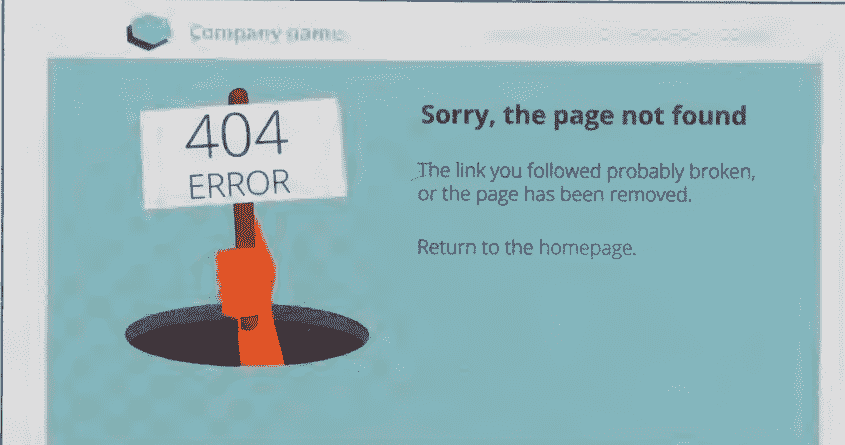 Company name
404
ERROR
Sorry, the page not found
The link you followed probably broken,
or the page has been removed.
Return to the homepage.